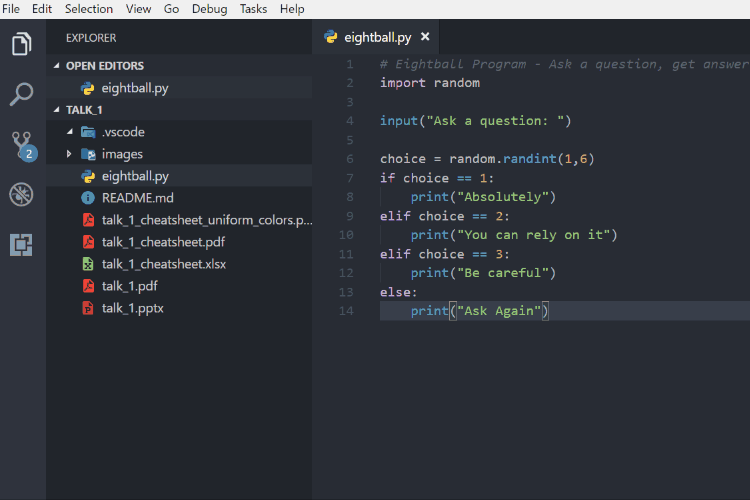 File Edit Selection View Go Debug Tasks Help
EXPLORER
OPEN EDITORS
eightball.py
TALK_1
.vscode
images
eightball.py
README.md
talk_1_cheatsheet_uniform_colors.p...
talk_1_cheatsheet.pdf
talk_1_cheatsheet.xlsx
talk_1.pdf
talk_1.pptx
2
eightball.py
1 # Eightball Program - Ask a question, get answer
2 import random
3
4 input("Ask a question: ")
5
6 choice = random.randint(1,6)
7 if choice == 1:
8     print("Absolutely")
9 elif choice == 2:
10     print("You can rely on it")
11 elif choice == 3:
12     print("Be careful")
13 else:
14     print("Ask Again")